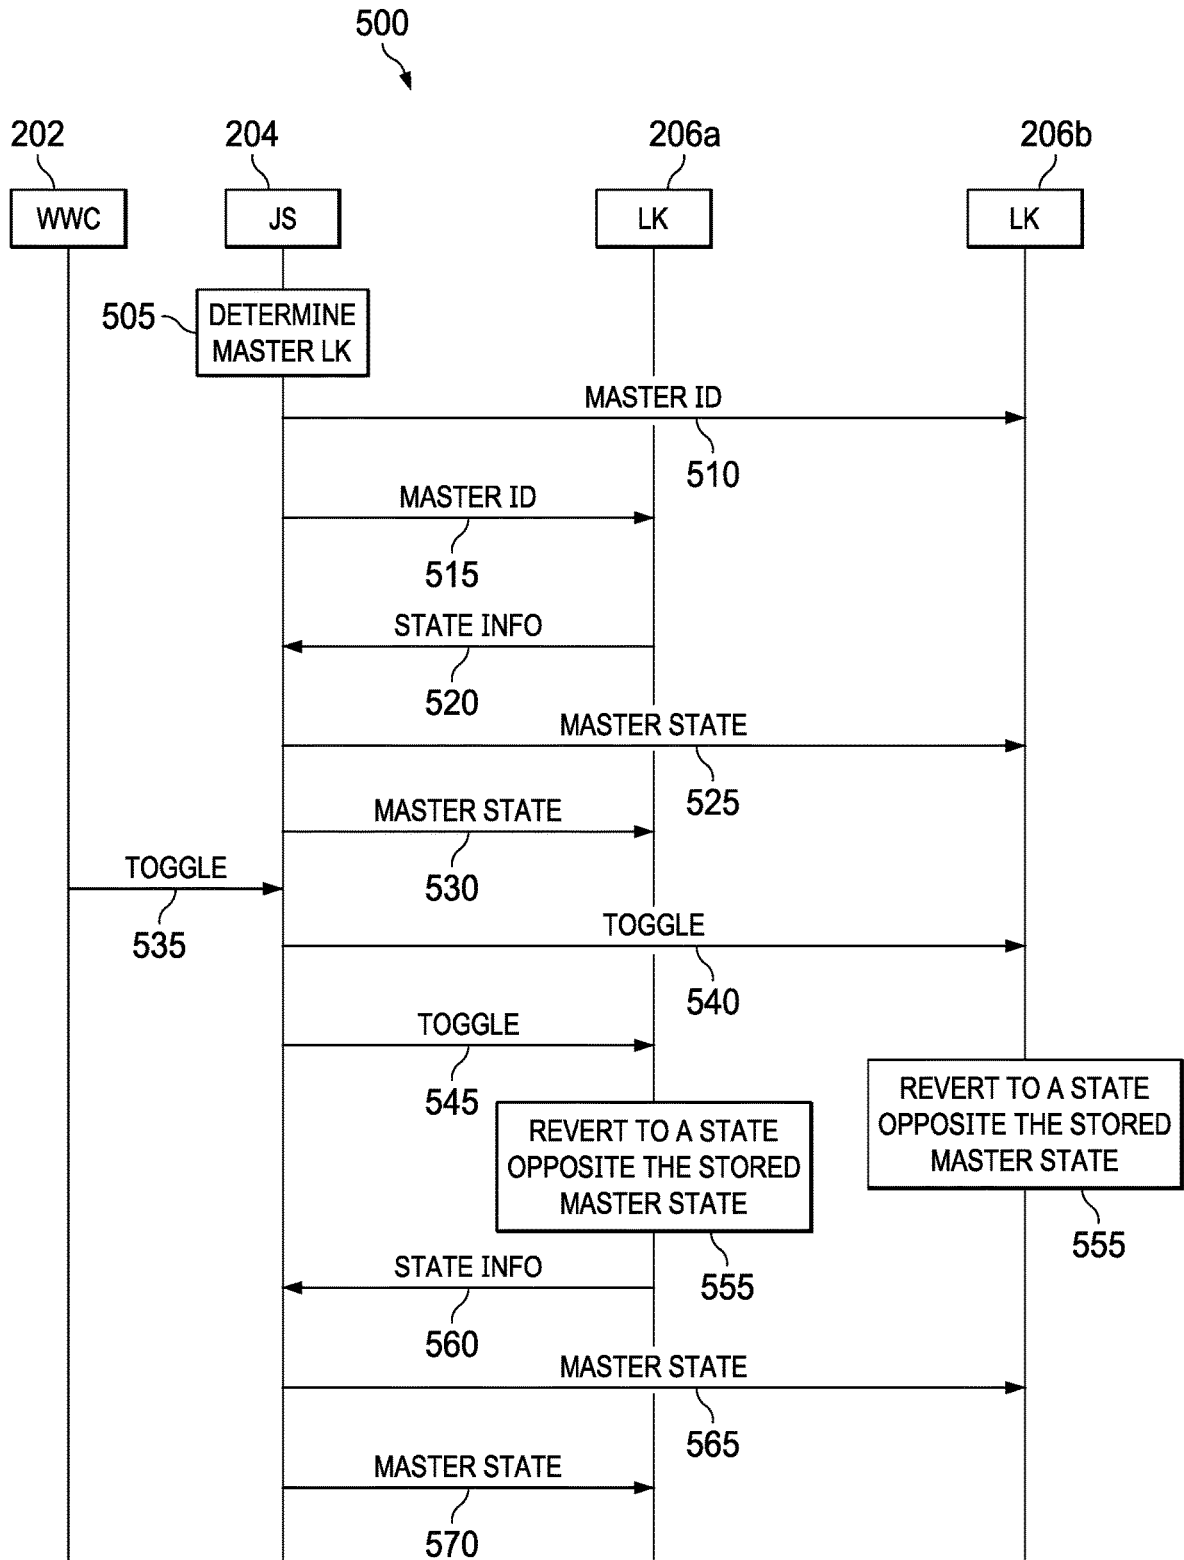 500
202
204
206a
206b
WWC
JS
LK
LK
505
DETERMINE
MASTER LK
MASTER ID
510
MASTER ID
515
STATE INFO
520
MASTER STATE
525
MASTER STATE
530
TOGGLE
535
TOGGLE
540
TOGGLE
545
REVERT TO A STATE
OPPOSITE THE STORED
MASTER STATE
555
REVERT TO A STATE
OPPOSITE THE STORED
MASTER STATE
555
STATE INFO
560
MASTER STATE
565
MASTER STATE
570